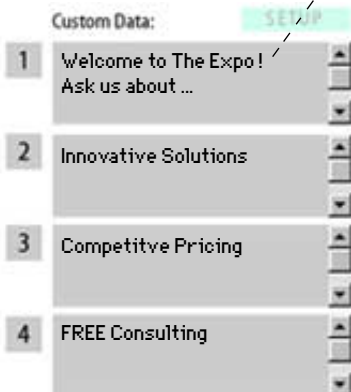 Custom Data:
SETUP
1
Welcome to The Expo!
Ask us about ...
2
Innovative Solutions
3
Competitve Pricing
4
FREE Consulting